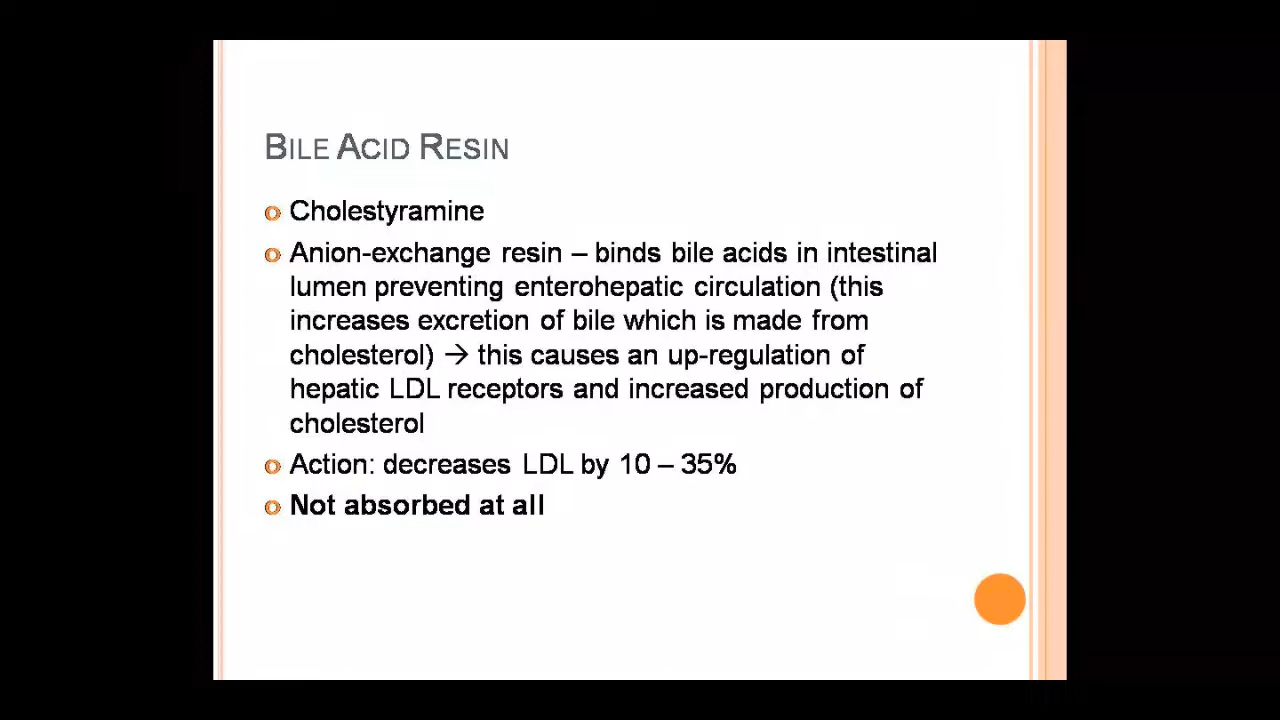 BILE ACID RESIN
Cholestyramine
Anion-exchange resin – binds bile acids in intestinal
lumen preventing enterohepatic circulation (this
increases excretion of bile which is made from
cholesterol) → this causes an up-regulation of
hepatic LDL receptors and increased production of
cholesterol
Action: decreases LDL by 10 – 35%
Not absorbed at all